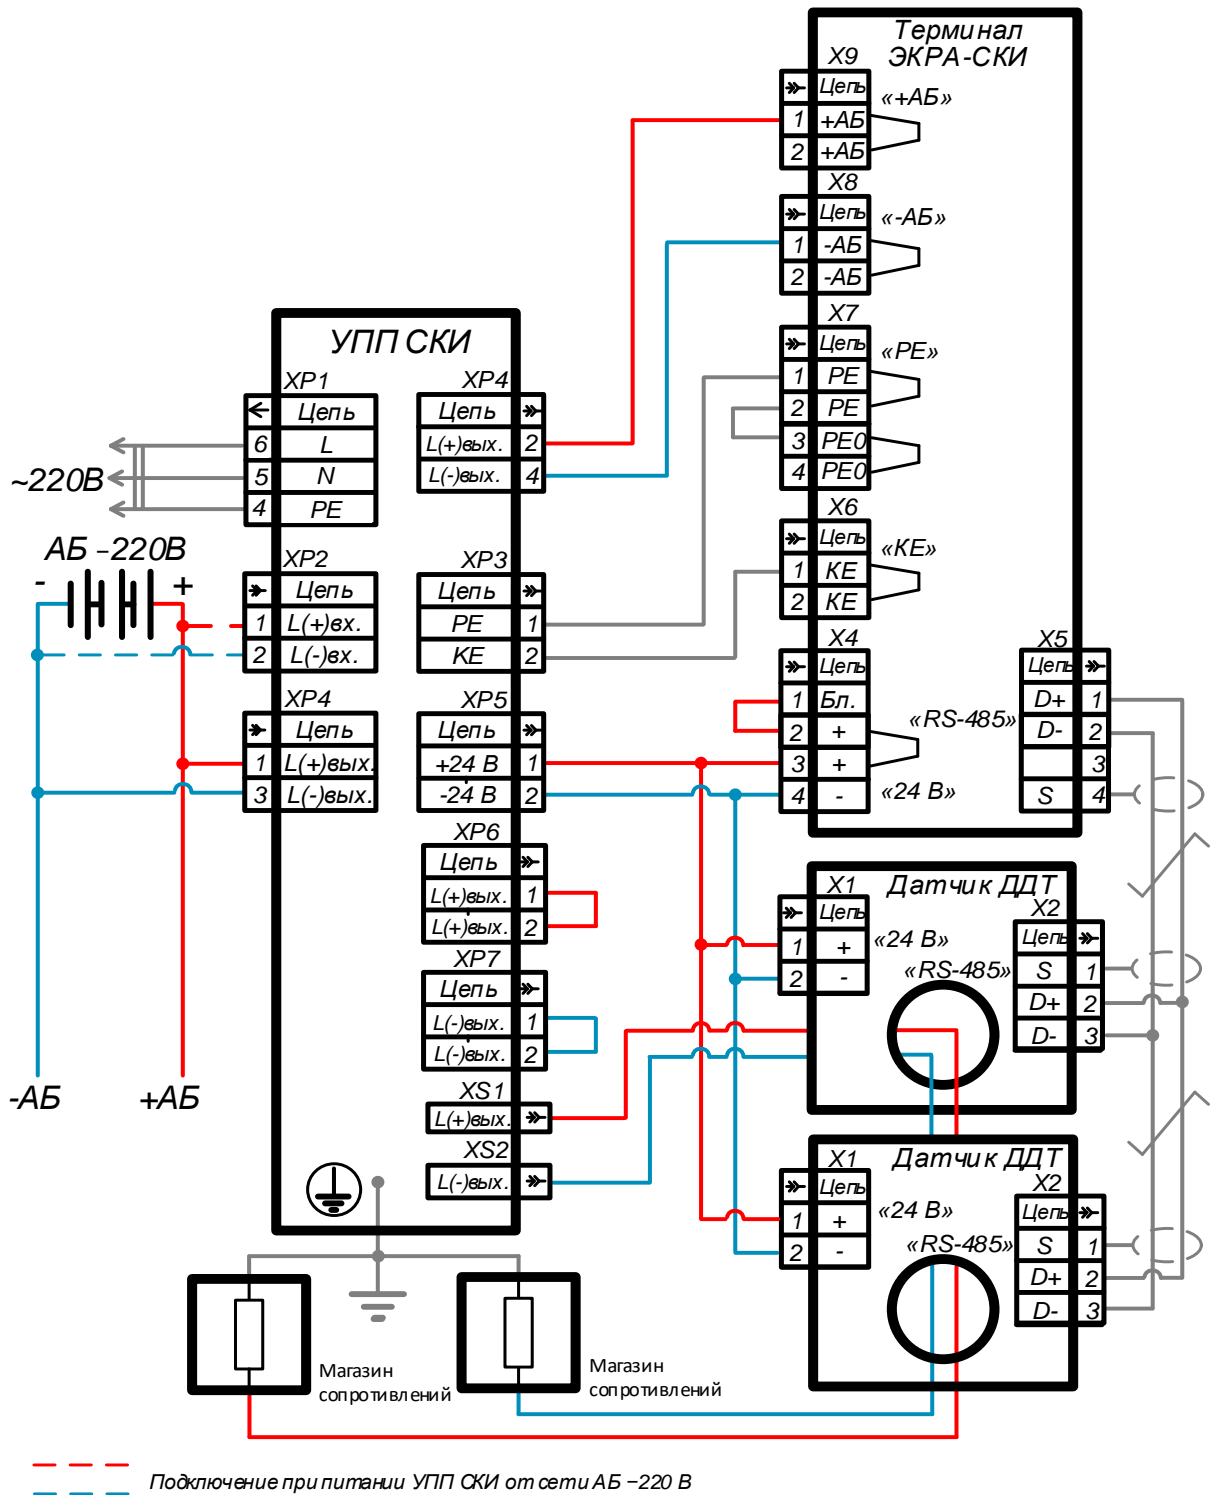 Терминал
ЭКРА-СКИ
X9
Цепь
«+АБ»
1 +АБ
2 +АБ
X8
Цепь
«-АБ»
1 -АБ
2 -АБ
X7
Цепь
«PE»
1 PE
2 PE
3 PE0
4 PE0
X6
Цепь
«КЕ»
1 КЕ
2 КЕ
X4
Цепь
1 Бл.
2 +
3 +
4 -
«RS-485»
«24 В»
X5
Цепь
D+ 1
D- 2
3
S 4
УПП СКИ
XP1
Цепь
6 L
5 N
4 PE
~220В
XP4
Цепь
L(+)вых. 2
L(-)вых. 4
АБ -220В
- +
XP2
Цепь
1 L(+)вх.
2 L(-)вх.
XP3
Цепь
PE 1
КЕ 2
XP4
Цепь
1 L(+)вых.
3 L(-)вых.
XP5
Цепь
+24 В 1
-24 В 2
XP6
Цепь
L(+)вых. 1
L(+)вых. 2
XP7
Цепь
L(-)вых. 1
L(-)вых. 2
XS1
L(+)вых.
XS2
L(-)вых.
-АБ
+АБ
Датчик ДДТ
X1
Цепь
1 +
2 -
«24 В»
«RS-485»
X2
Цепь
S 1
D+ 2
D- 3
Датчик ДДТ
X1
Цепь
1 +
2 -
«24 В»
«RS-485»
X2
Цепь
S 1
D+ 2
D- 3
Магазин
сопротивлений
Магазин
сопротивлений
Подключение при питании УПП СКИ от сети АБ −220 В